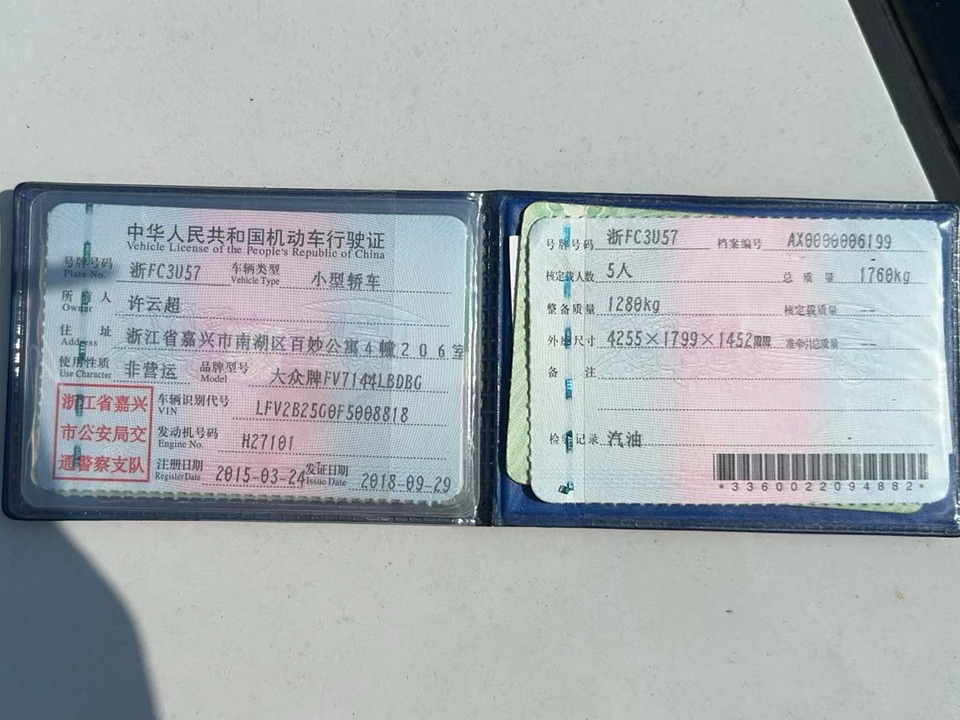 中华人民共和国机动车行驶证
Vehicle License of the People's Republic of China
号牌号码 浙FC3U57 车辆类型 小型轿车
Plate No. Vehicle Type
所有人 许云超
Owner
住址 浙江省嘉兴市南湖区百妙公寓4幢206室
Address
使用性质 非营运 品牌型号 大众牌FV7144LBDBG
Use Character Model
浙江省嘉兴
市公安局交
通警察支队
车辆识别代号 LFV2B25G0F5008818
VIN
发动机号码 H27101
Engine No.
注册日期 2015-03-24 发证日期 2018-09-29
Register Date Issue Date
号牌号码 浙FC3U57 档案编号 AX0000006199
核定载人数 5人 总质量 1760kg
整备质量 1280kg 核定载质量 --
外廓尺寸 4255×1799×1452mm 准牵引总质量 --
备注
检验记录 汽油
*3360022094882*